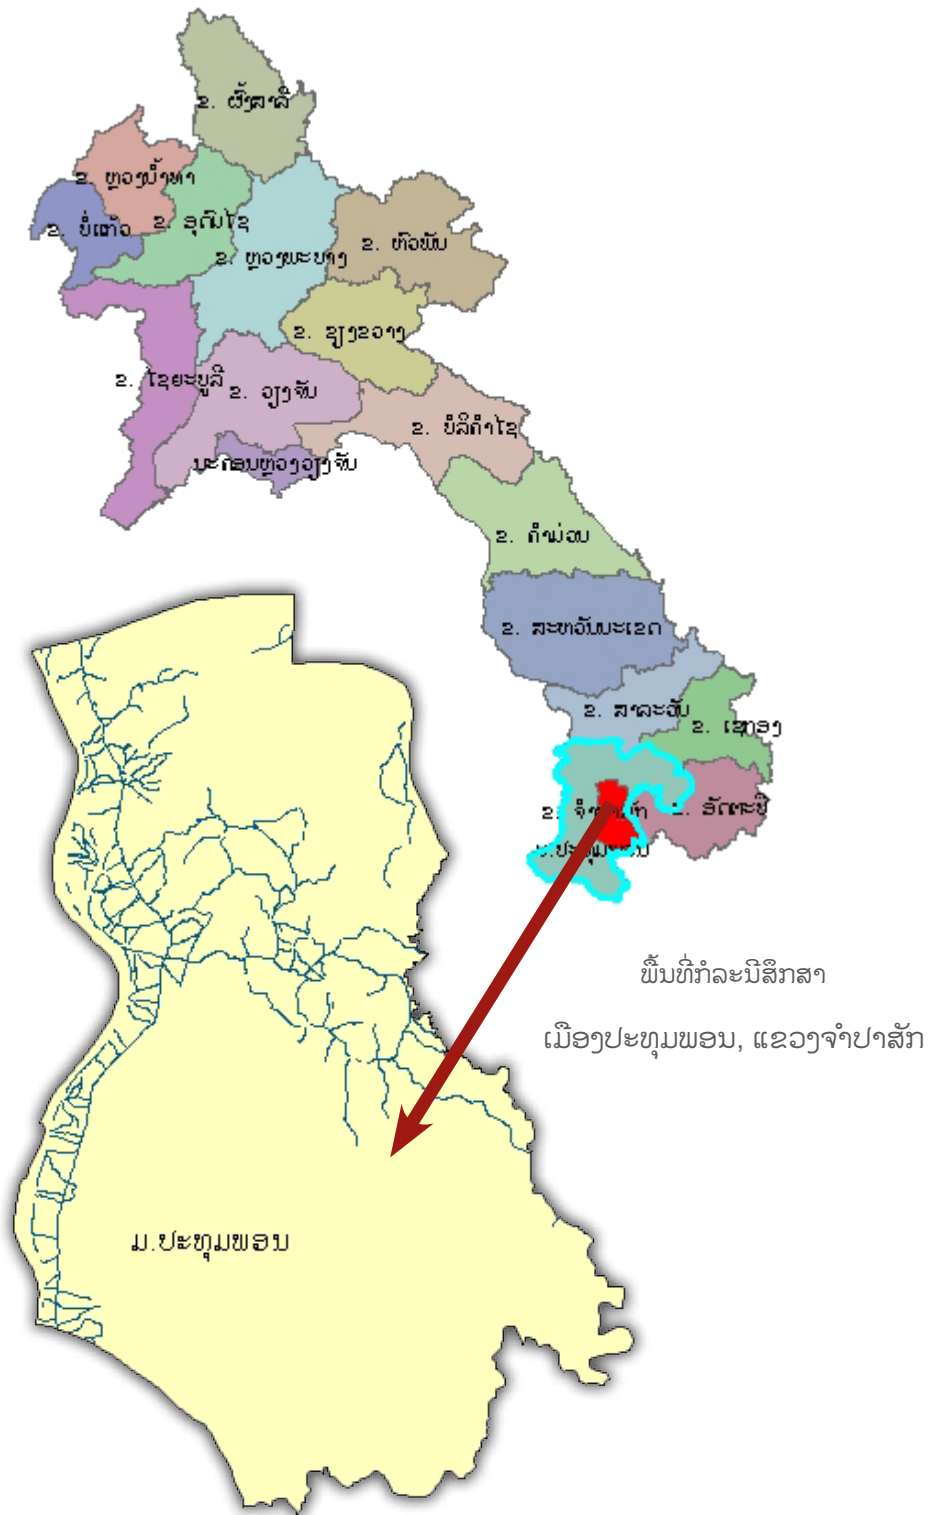 ຂ. ຜົ້ງສາລີ
ຂ. ຫຼວງນ້ຳທາ
ຂ. ບໍ່ແກ້ວ
ຂ. ອຸດົມໄຊ
ຂ. ຫຼວງພະບາງ
ຂ. ຫົວພັນ
ຂ. ຊຽງຂວາງ
ຂ. ໄຊຍະບູລີ
ຂ. ວຽງຈັນ
ຂ. ບໍລິຄຳໄຊ
ນະຄອນຫຼວງວຽງຈັນ
ຂ. ຄຳມ່ວນ
ຂ. ສະຫວັນນະເຂດ
ຂ. ສາລະວັນ
ຂ. ເຊກອງ
ຂ. ອັດຕະປື
ພື້ນທີ່ກໍລະນີສຶກສາ
ເມືອງປະທຸມພອນ, ແຂວງຈຳປາສັກ
ມ.ປະທຸມພອນ